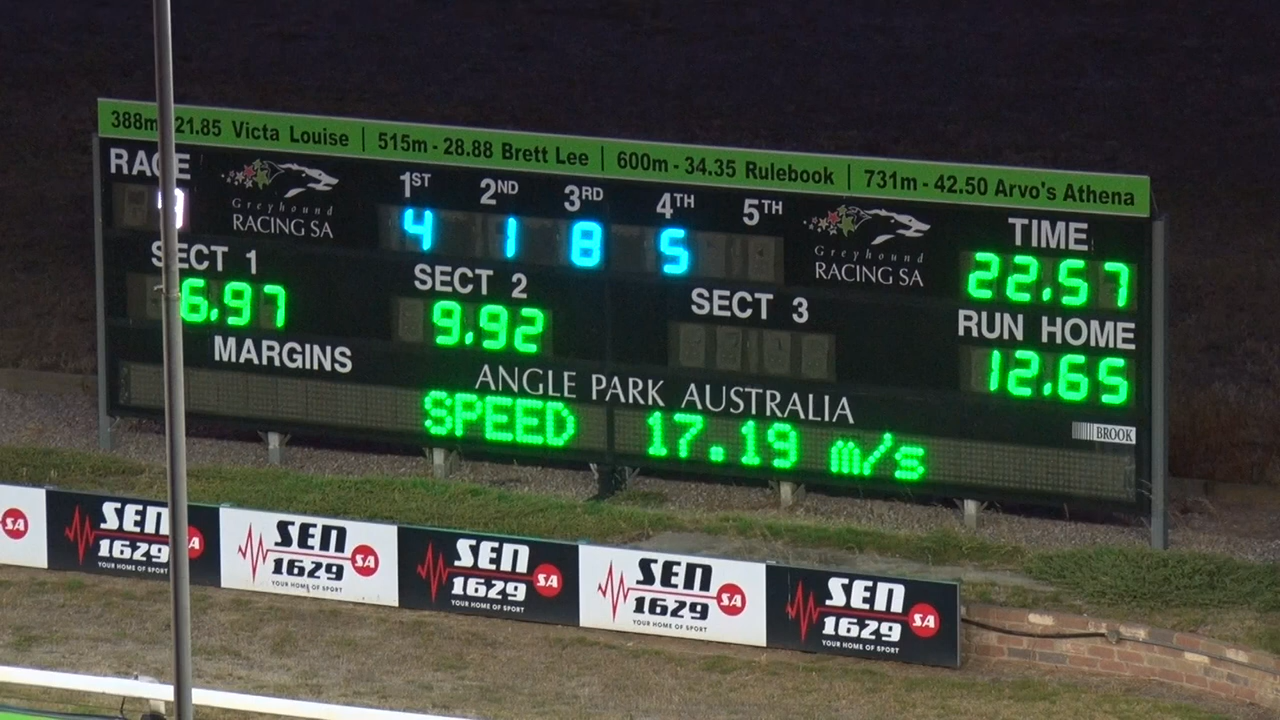 388m 21.85 Victa Louise | 515m - 28.88 Brett Lee | 600m - 34.35 Rulebook | 731m - 42.50 Arvo's Athena
RACE
Greyhound
RACING SA
1ST 2ND 3RD 4TH 5TH
4 1 8 5
Greyhound
RACING SA
TIME
22.57
SECT 1
6.97
SECT 2
9.92
SECT 3
RUN HOME
12.65
MARGINS
ANGLE PARK AUSTRALIA
SPEED 17.19 m/s
BROOK
SA
SEN
1629
SEN
1629
SA
YOUR HOME OF SPORT
SEN
1629
SA
YOUR HOME OF SPORT
SEN
1629
SA
YOUR HOME OF SPORT
SEN
1629
SA
YOUR HOME OF SPORT